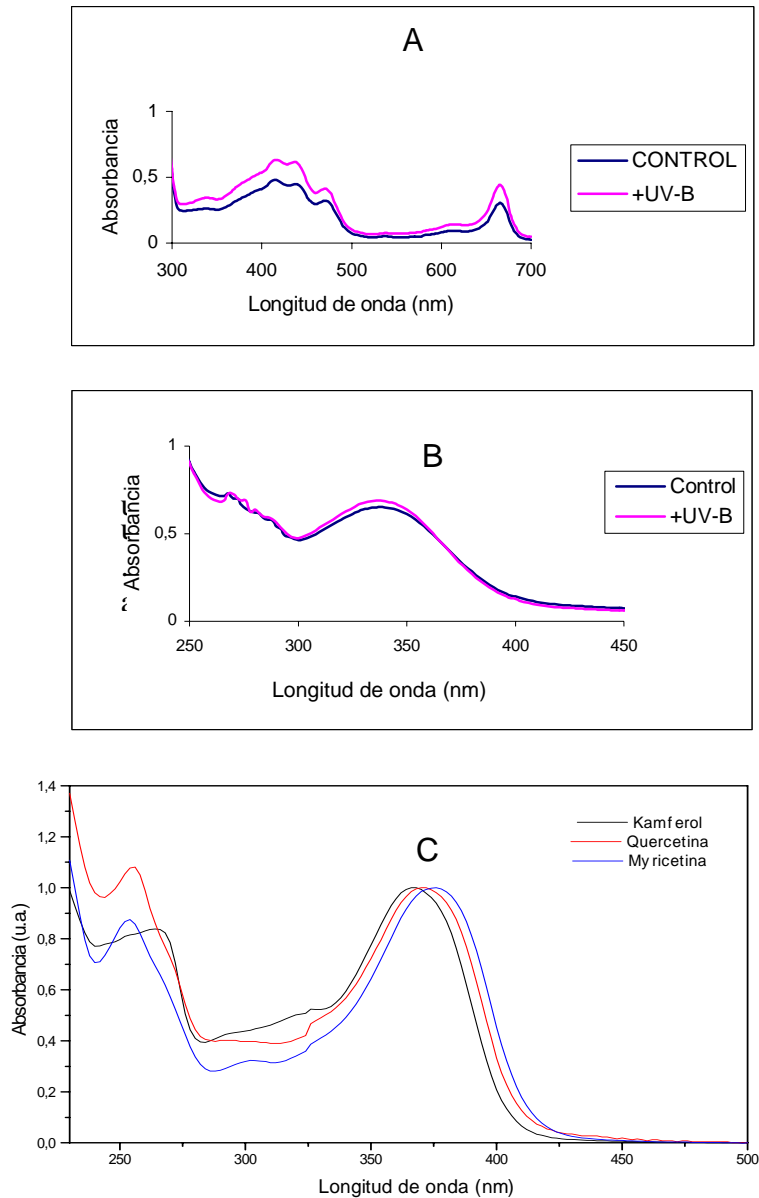 A
1
0,5
0
Absorbancia
300 400 500 600 700
Longitud de onda (nm)
CONTROL
+UV-B
B
1
0,5
0
Absorbancia
250 300 350 400 450
Longitud de onda (nm)
Control
+UV-B
C
1,4
1,2
1,0
0,8
0,6
0,4
0,2
0,0
Absorbancia (u.a.)
250 300 350 400 450 500
Longitud de onda (nm)
Kamferol
Quercetina
Myricetina